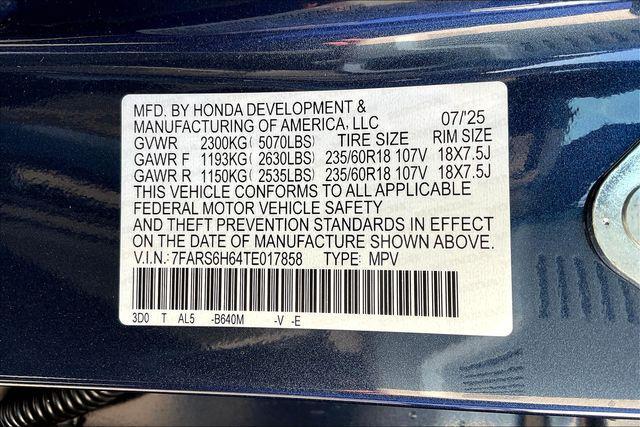 MFD. BY HONDA DEVELOPMENT &
MANUFACTURING OF AMERICA, LLC 07/'25
GVWR 2300KG( 5070LBS) TIRE SIZE RIM SIZE
GAWR F 1193KG( 2630LBS) 235/60R18 107V 18X7.5J
GAWR R 1150KG( 2535LBS) 235/60R18 107V 18X7.5J
THIS VEHICLE CONFORMS TO ALL APPLICABLE
FEDERAL MOTOR VEHICLE SAFETY
AND THEFT PREVENTION STANDARDS IN EFFECT
ON THE DATE OF MANUFACTURE SHOWN ABOVE.
V.I.N.: 7FARS6H64TE017858 TYPE: MPV
3D0 T AL5 -B640M -V -E